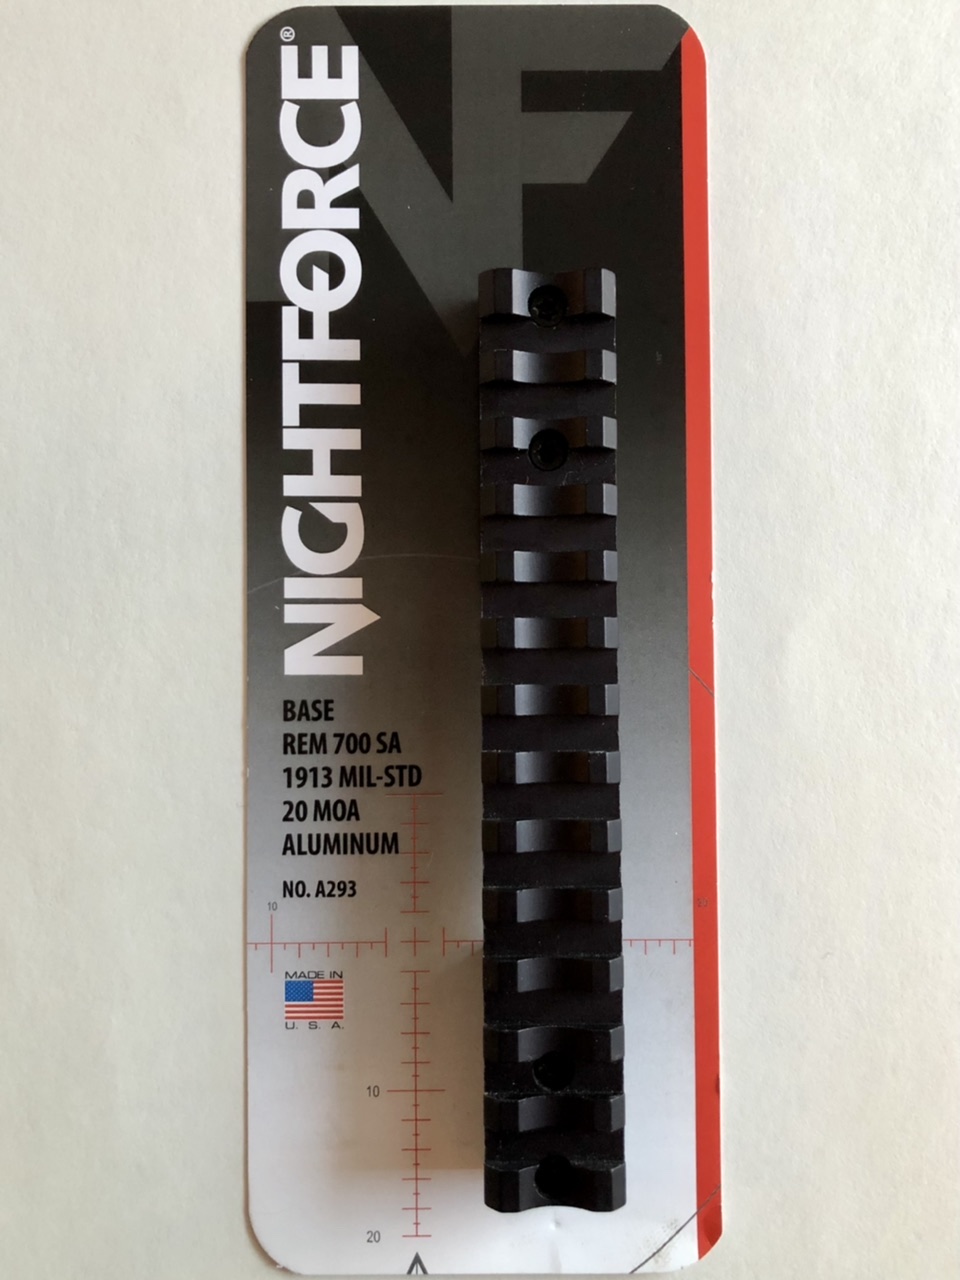 NIGHTFORCE®
BASE
REM 700 SA
1913 MIL-STD
20 MOA
ALUMINUM
NO. A293
10
MADE IN
U. S. A.
10
20